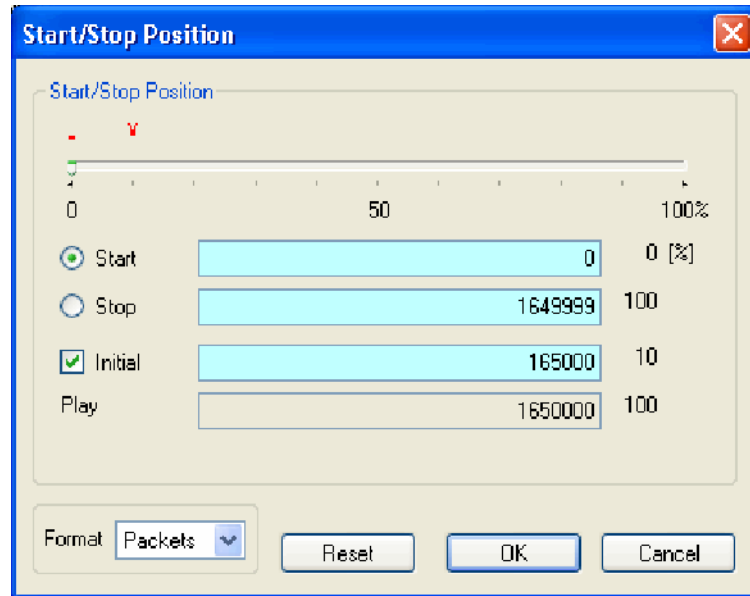 Start/Stop Position
Start/Stop Position
0 50 100%
Start 0 0 [%]
Stop 1649999 100
Initial 165000 10
Play 1650000 100
Format Packets Reset OK Cancel